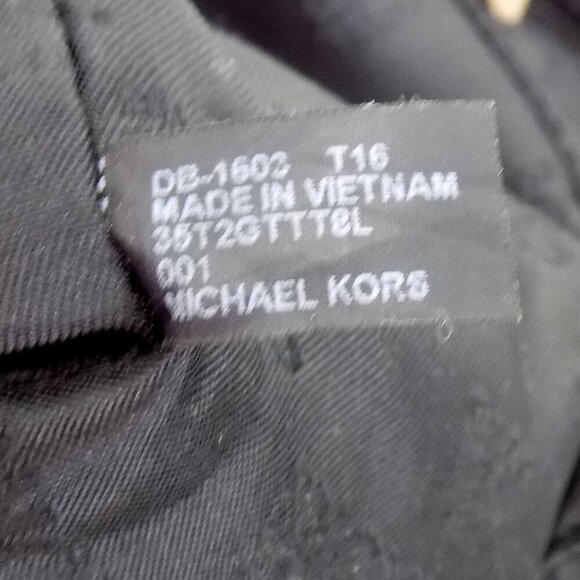 DB-1603 T16
MADE IN VIETNAM
35T2GTTT8L
001
MICHAEL KORS